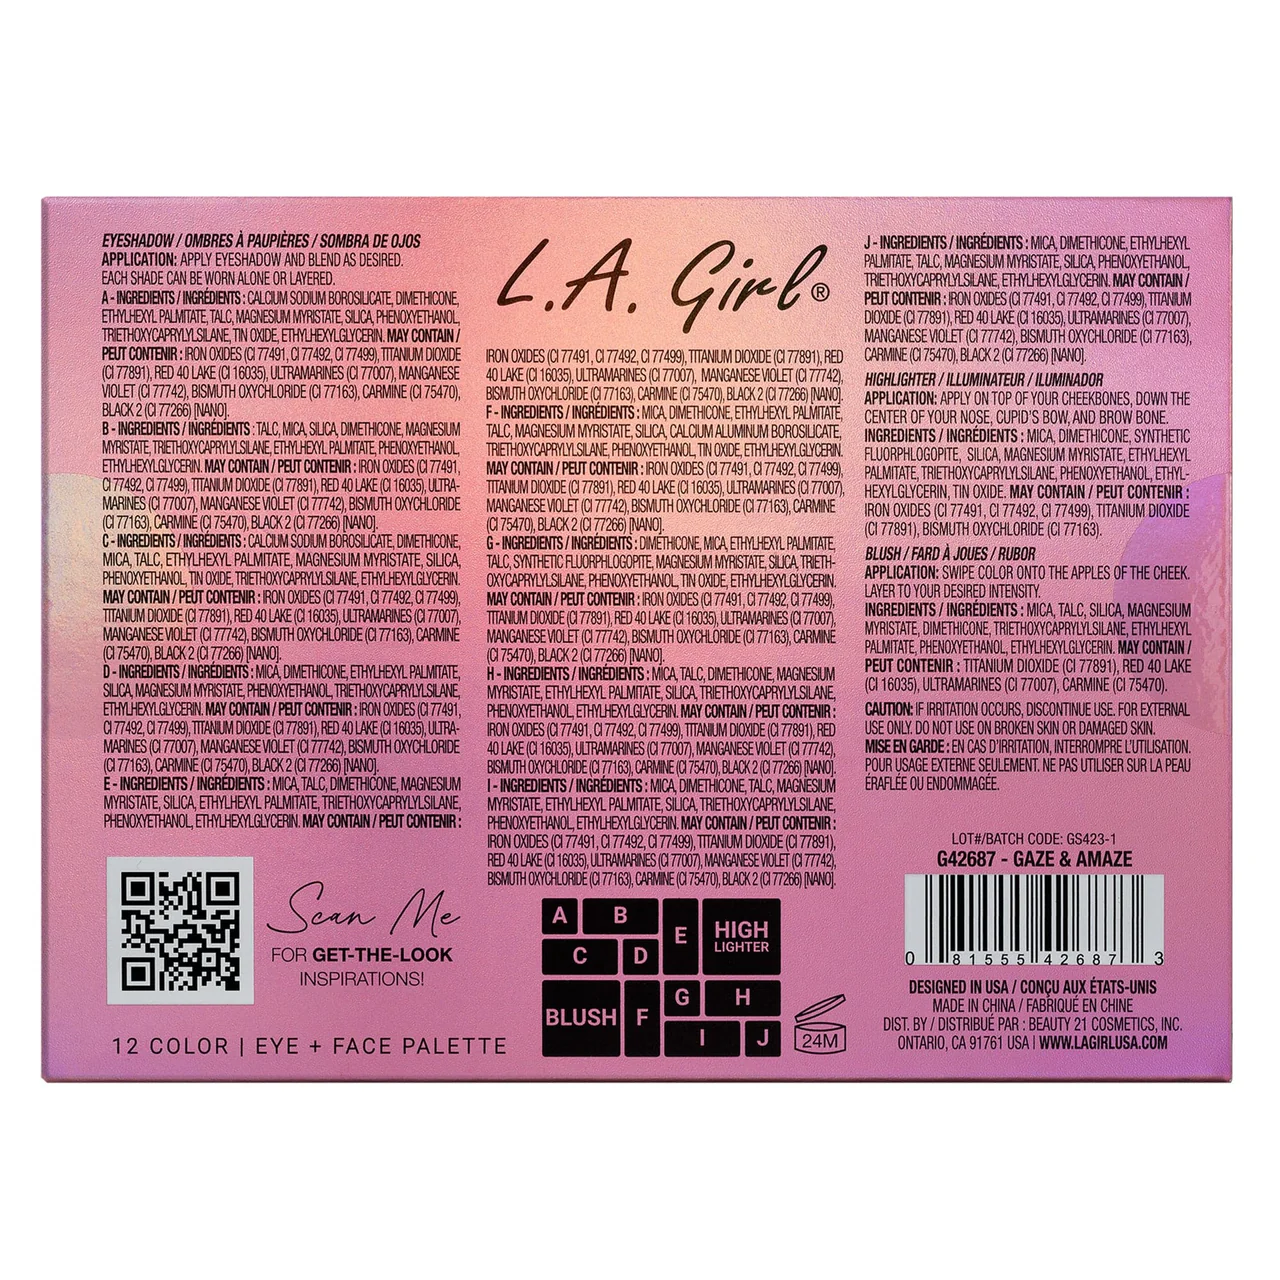 EYESHADOW / OMBRES À PAUPIÈRES / SOMBRA DE OJOS
APPLICATION: APPLY EYESHADOW AND BLEND AS DESIRED.
EACH SHADE CAN BE WORN ALONE OR LAYERED.
A - INGREDIENTS / INGRÉDIENTS : CALCIUM SODIUM BOROSILICATE, DIMETHICONE,
ETHYLHEXYL PALMITATE, TALC, MAGNESIUM MYRISTATE, SILICA, PHENOXYETHANOL,
TRIETHOXYCAPRYLYLSILANE, TIN OXIDE, ETHYLHEXYLGLYCERIN. MAY CONTAIN /
PEUT CONTENIR : IRON OXIDES (CI 77491, CI 77492, CI 77499), TITANIUM DIOXIDE
(CI 77891), RED 40 LAKE (CI 16035), ULTRAMARINES (CI 77007), MANGANESE
VIOLET (CI 77742), BISMUTH OXYCHLORIDE (CI 77163), CARMINE (CI 75470),
BLACK 2 (CI 77266) [NANO].
B - INGREDIENTS / INGRÉDIENTS : TALC, MICA, SILICA, DIMETHICONE, MAGNESIUM
MYRISTATE, TRIETHOXYCAPRYLYLSILANE, ETHYLHEXYL PALMITATE, PHENOXYETHANOL,
ETHYLHEXYLGLYCERIN. MAY CONTAIN / PEUT CONTENIR : IRON OXIDES (CI 77491,
CI 77492, CI 77499), TITANIUM DIOXIDE (CI 77891), RED 40 LAKE (CI 16035), ULTRA-
MARINES (CI 77007), MANGANESE VIOLET (CI 77742), BISMUTH OXYCHLORIDE
(CI 77163), CARMINE (CI 75470), BLACK 2 (CI 77266) [NANO].
C - INGREDIENTS / INGRÉDIENTS : CALCIUM SODIUM BOROSILICATE, DIMETHICONE,
MICA, TALC, ETHYLHEXYL PALMITATE, MAGNESIUM MYRISTATE, SILICA,
PHENOXYETHANOL, TIN OXIDE, TRIETHOXYCAPRYLYLSILANE, ETHYLHEXYLGLYCERIN.
MAY CONTAIN / PEUT CONTENIR : IRON OXIDES (CI 77491, CI 77492, CI 77499),
TITANIUM DIOXIDE (CI 77891), RED 40 LAKE (CI 16035), ULTRAMARINES (CI 77007),
MANGANESE VIOLET (CI 77742), BISMUTH OXYCHLORIDE (CI 77163), CARMINE
(CI 75470), BLACK 2 (CI 77266) [NANO].
D - INGREDIENTS / INGRÉDIENTS : MICA, DIMETHICONE, ETHYLHEXYL PALMITATE,
SILICA, MAGNESIUM MYRISTATE, PHENOXYETHANOL, TRIETHOXYCAPRYLYLSILANE,
ETHYLHEXYLGLYCERIN. MAY CONTAIN / PEUT CONTENIR : IRON OXIDES (CI 77491,
CI 77492, CI 77499), TITANIUM DIOXIDE (CI 77891), RED 40 LAKE (CI 16035), ULTRA-
MARINES (CI 77007), MANGANESE VIOLET (CI 77742), BISMUTH OXYCHLORIDE
(CI 77163), CARMINE (CI 75470), BLACK 2 (CI 77266) [NANO].
E - INGREDIENTS / INGRÉDIENTS : MICA, TALC, DIMETHICONE, MAGNESIUM
MYRISTATE, SILICA, ETHYLHEXYL PALMITATE, TRIETHOXYCAPRYLYLSILANE,
PHENOXYETHANOL, ETHYLHEXYLGLYCERIN. MAY CONTAIN / PEUT CONTENIR :
Scan Me
FOR GET-THE-LOOK
INSPIRATIONS!
12 COLOR | EYE + FACE PALETTE
L.A. Girl®
IRON OXIDES (CI 77491, CI 77492, CI 77499), TITANIUM DIOXIDE (CI 77891), RED
40 LAKE (CI 16035), ULTRAMARINES (CI 77007), MANGANESE VIOLET (CI 77742),
BISMUTH OXYCHLORIDE (CI 77163), CARMINE (CI 75470), BLACK 2 (CI 77266) [NANO].
F - INGREDIENTS / INGRÉDIENTS : MICA, DIMETHICONE, ETHYLHEXYL PALMITATE,
TALC, MAGNESIUM MYRISTATE, SILICA, CALCIUM ALUMINUM BOROSILICATE,
TRIETHOXYCAPRYLYLSILANE, PHENOXYETHANOL, TIN OXIDE, ETHYLHEXYLGLYCERIN.
MAY CONTAIN / PEUT CONTENIR : IRON OXIDES (CI 77491, CI 77492, CI 77499),
TITANIUM DIOXIDE (CI 77891), RED 40 LAKE (CI 16035), ULTRAMARINES (CI 77007),
MANGANESE VIOLET (CI 77742), BISMUTH OXYCHLORIDE (CI 77163), CARMINE
(CI 75470), BLACK 2 (CI 77266) [NANO].
G - INGREDIENTS / INGRÉDIENTS : DIMETHICONE, MICA, ETHYLHEXYL PALMITATE,
TALC, SYNTHETIC FLUORPHLOGOPITE, MAGNESIUM MYRISTATE, SILICA, TRIETH-
OXYCAPRYLYLSILANE, PHENOXYETHANOL, TIN OXIDE, ETHYLHEXYLGLYCERIN.
MAY CONTAIN / PEUT CONTENIR : IRON OXIDES (CI 77491, CI 77492, CI 77499),
TITANIUM DIOXIDE (CI 77891), RED 40 LAKE (CI 16035), ULTRAMARINES (CI 77007),
MANGANESE VIOLET (CI 77742), BISMUTH OXYCHLORIDE (CI 77163), CARMINE
(CI 75470), BLACK 2 (CI 77266) [NANO].
H - INGREDIENTS / INGRÉDIENTS : MICA, TALC, DIMETHICONE, MAGNESIUM
MYRISTATE, ETHYLHEXYL PALMITATE, SILICA, TRIETHOXYCAPRYLYLSILANE,
PHENOXYETHANOL, ETHYLHEXYLGLYCERIN. MAY CONTAIN / PEUT CONTENIR :
IRON OXIDES (CI 77491, CI 77492, CI 77499), TITANIUM DIOXIDE (CI 77891), RED
40 LAKE (CI 16035), ULTRAMARINES (CI 77007), MANGANESE VIOLET (CI 77742),
BISMUTH OXYCHLORIDE (CI 77163), CARMINE (CI 75470), BLACK 2 (CI 77266) [NANO].
I - INGREDIENTS / INGRÉDIENTS : MICA, DIMETHICONE, TALC, MAGNESIUM
MYRISTATE, ETHYLHEXYL PALMITATE, SILICA, TRIETHOXYCAPRYLYLSILANE,
PHENOXYETHANOL, ETHYLHEXYLGLYCERIN. MAY CONTAIN / PEUT CONTENIR :
IRON OXIDES (CI 77491, CI 77492, CI 77499), TITANIUM DIOXIDE (CI 77891),
RED 40 LAKE (CI 16035), ULTRAMARINES (CI 77007), MANGANESE VIOLET (CI 77742),
BISMUTH OXYCHLORIDE (CI 77163), CARMINE (CI 75470), BLACK 2 (CI 77266) [NANO].
A B E HIGH
LIGHTER
C D
BLUSH F G H
I J
24M
J - INGREDIENTS / INGRÉDIENTS : MICA, DIMETHICONE, ETHYLHEXYL
PALMITATE, TALC, MAGNESIUM MYRISTATE, SILICA, PHENOXYETHANOL,
TRIETHOXYCAPRYLYLSILANE, ETHYLHEXYLGLYCERIN. MAY CONTAIN /
PEUT CONTENIR : IRON OXIDES (CI 77491, CI 77492, CI 77499), TITANIUM
DIOXIDE (CI 77891), RED 40 LAKE (CI 16035), ULTRAMARINES (CI 77007),
MANGANESE VIOLET (CI 77742), BISMUTH OXYCHLORIDE (CI 77163),
CARMINE (CI 75470), BLACK 2 (CI 77266) [NANO].
HIGHLIGHTER / ILLUMINATEUR / ILUMINADOR
APPLICATION: APPLY ON TOP OF YOUR CHEEKBONES, DOWN THE
CENTER OF YOUR NOSE, CUPID'S BOW, AND BROW BONE.
INGREDIENTS / INGRÉDIENTS : MICA, DIMETHICONE, SYNTHETIC
FLUORPHLOGOPITE, SILICA, MAGNESIUM MYRISTATE, ETHYLHEXYL
PALMITATE, TRIETHOXYCAPRYLYLSILANE, PHENOXYETHANOL, ETHYL-
HEXYLGLYCERIN, TIN OXIDE. MAY CONTAIN / PEUT CONTENIR :
IRON OXIDES (CI 77491, CI 77492, CI 77499), TITANIUM DIOXIDE
(CI 77891), BISMUTH OXYCHLORIDE (CI 77163).
BLUSH / FARD À JOUES / RUBOR
APPLICATION: SWIPE COLOR ONTO THE APPLES OF THE CHEEK.
LAYER TO YOUR DESIRED INTENSITY.
INGREDIENTS / INGRÉDIENTS : MICA, TALC, SILICA, MAGNESIUM
MYRISTATE, DIMETHICONE, TRIETHOXYCAPRYLYLSILANE, ETHYLHEXYL
PALMITATE, PHENOXYETHANOL, ETHYLHEXYLGLYCERIN. MAY CONTAIN /
PEUT CONTENIR : TITANIUM DIOXIDE (CI 77891), RED 40 LAKE
(CI 16035), ULTRAMARINES (CI 77007), CARMINE (CI 75470).
CAUTION: IF IRRITATION OCCURS, DISCONTINUE USE. FOR EXTERNAL
USE ONLY. DO NOT USE ON BROKEN SKIN OR DAMAGED SKIN.
MISE EN GARDE : EN CAS D'IRRITATION, INTERROMPRE L'UTILISATION.
POUR USAGE EXTERNE SEULEMENT. NE PAS UTILISER SUR LA PEAU
ÉRAFLÉE OU ENDOMMAGÉE.
LOT#/BATCH CODE: GS423-1
G42687 - GAZE & AMAZE
0 81555 42687 3
DESIGNED IN USA / CONÇU AUX ÉTATS-UNIS
MADE IN CHINA / FABRIQUÉ EN CHINE
DIST. BY / DISTRIBUÉ PAR : BEAUTY 21 COSMETICS, INC.
ONTARIO, CA 91761 USA | WWW.LAGIRLUSA.COM